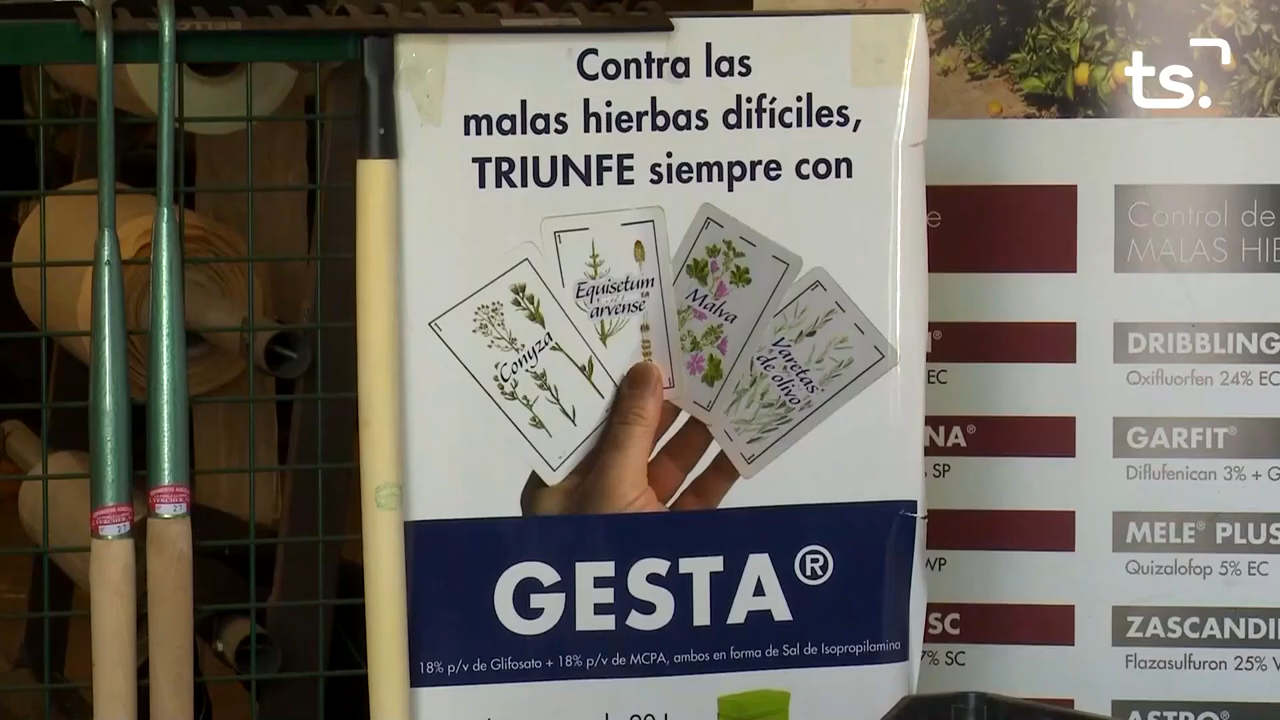 ts.
Contra las
malas hierbas difíciles,
TRIUNFE siempre con
Conyza
Equisetum
arvense
Malva
Varetas
de olivo
GESTA®
18% p/v de Glifosato + 18% p/v de MCPA, ambos en forma de Sal de Isopropilamina
e
EC
NA®
SP
WP
SC
7% SC
Control de
MALAS HIE
DRIBBLING
Oxifluorfen 24% EC
GARFIT®
Diflufenican 3% + G
MELE® PLUS
Quizalofop 5% EC
ZASCANDI
Flazasulfuron 25% W
ASTRO®